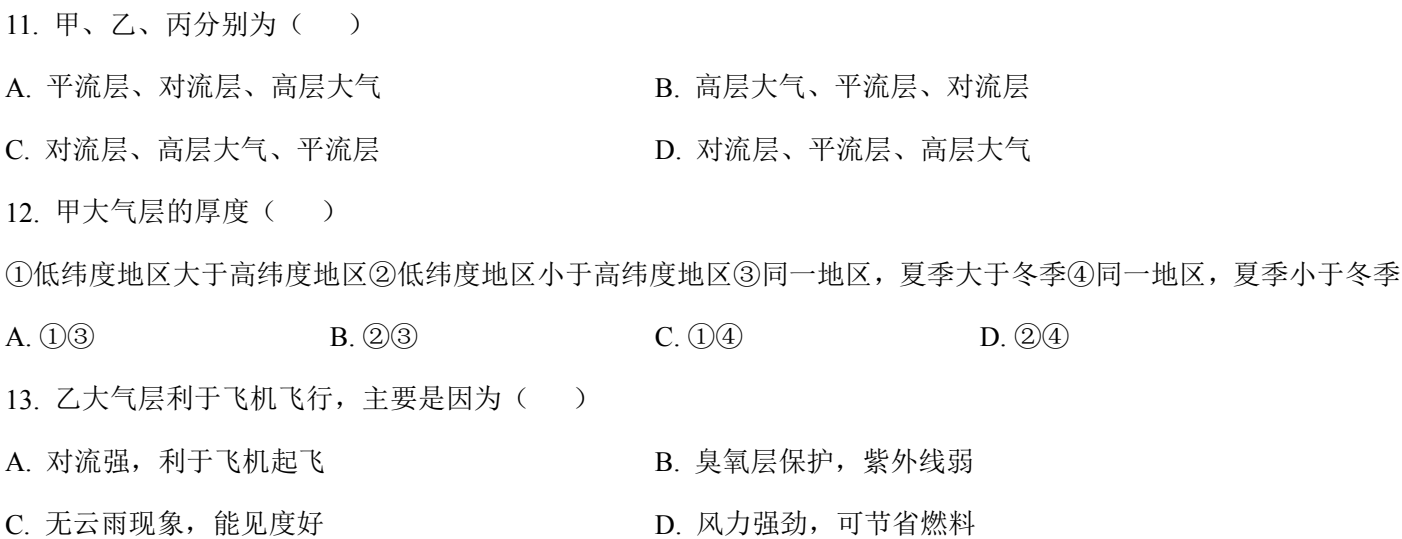 11. 甲、乙、丙分别为（ ）
A. 平流层、对流层、高层大气 B. 高层大气、平流层、对流层
C. 对流层、高层大气、平流层 D. 对流层、平流层、高层大气
12. 甲大气层的厚度（ ）
①低纬度地区大于高纬度地区②低纬度地区小于高纬度地区③同一地区，夏季大于冬季④同一地区，夏季小于冬季
A. ①③ B. ②③ C. ①④ D. ②④
13. 乙大气层利于飞机飞行，主要是因为（ ）
A. 对流强，利于飞机起飞 B. 臭氧层保护，紫外线弱
C. 无云雨现象，能见度好 D. 风力强劲，可节省燃料